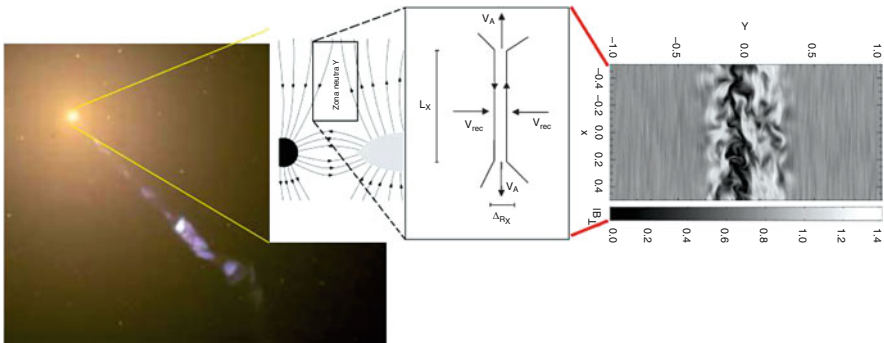 Zona neutra Y
V_A
L_X
V_rec
V_rec
V_A
Δ_RX
Y
-1.0 -0.5 0.0 0.5 1.0
-0.4 -0.2 0.0 0.2 0.4
x
|B_T|
0.0 0.2 0.4 0.6 0.8 1.0 1.2 1.4